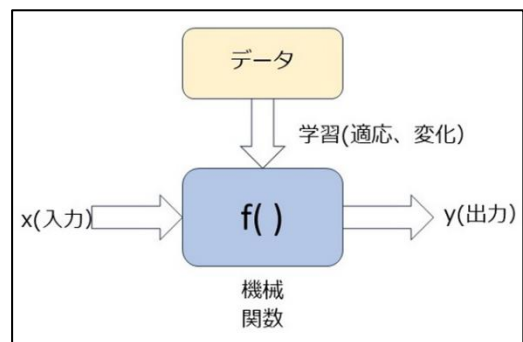 データ
学習(適応、変化)
x(入力)
f( )
y(出力)
機械
関数